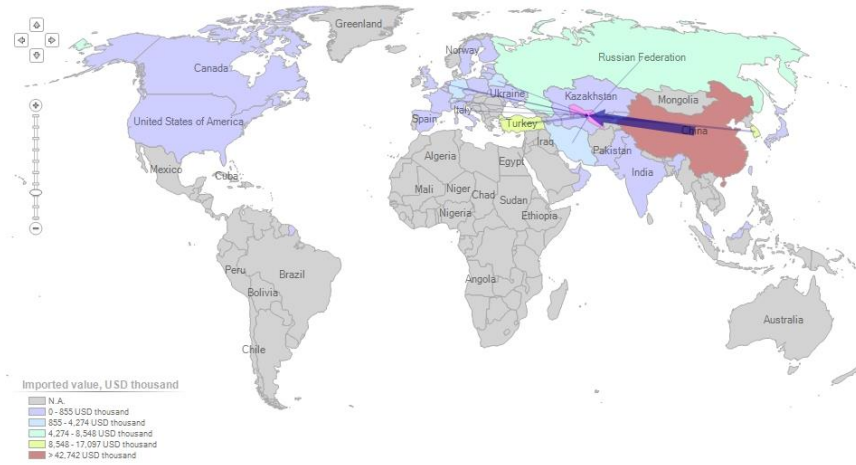 Greenland
Norway
Russian Federation
Canada
Ukraine
Kazakhstan
Mongolia
United States of America
Spain
Italy
Turkey
China
Iraq
Pakistan
Mexico
Cuba
Algeria
Egypt
India
Mali
Niger
Chad
Sudan
Nigeria
Ethiopia
Peru
Brazil
Bolivia
Angola
Chile
Australia
Imported value, USD thousand
N.A.
0 - 855 USD thousand
855 - 4,274 USD thousand
4,274 - 8,548 USD thousand
8,548 - 17,097 USD thousand
> 42,742 USD thousand